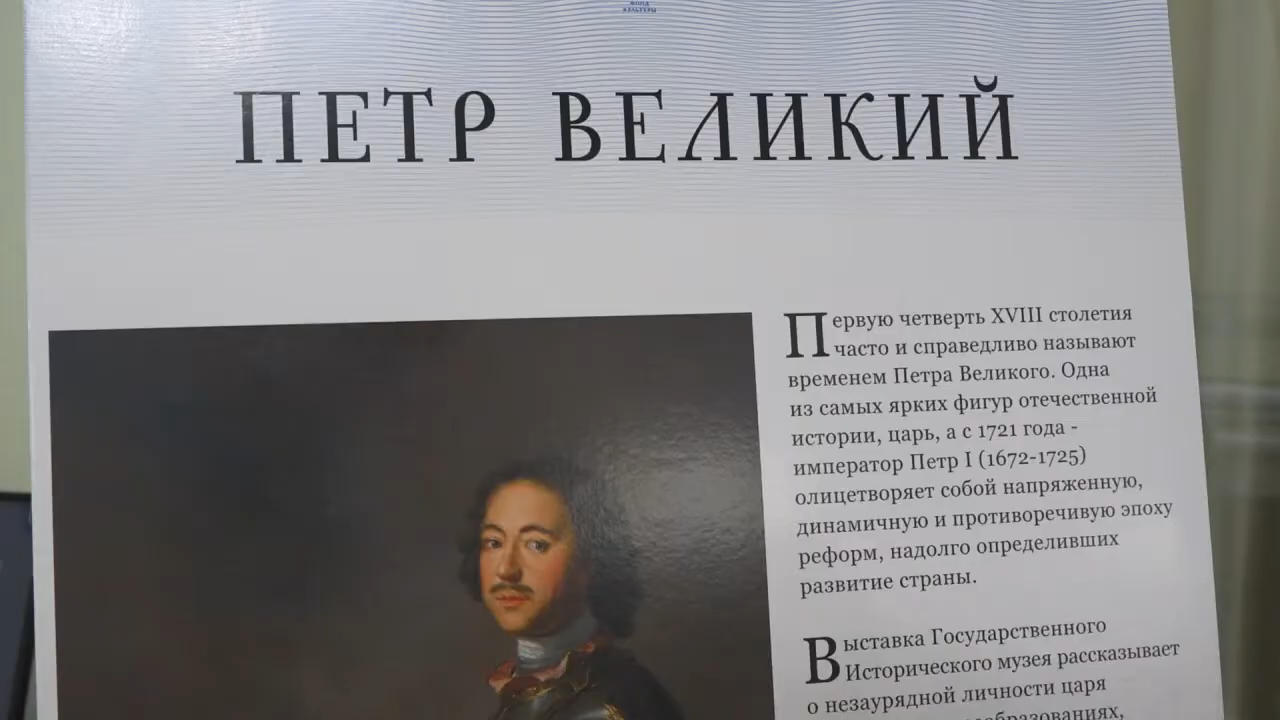 ФОНД
КУЛЬТУРЫ
ПЕТР ВЕЛИКИЙ
Первую четверть XVIII столетия
часто и справедливо называют
временем Петра Великого. Одна
из самых ярких фигур отечественной
истории, царь, а с 1721 года -
император Петр I (1672-1725)
олицетворяет собой напряженную,
динамичную и противоречивую эпоху
реформ, надолго определивших
развитие страны.
Выставка Государственного
Исторического музея рассказывает
о незаурядной личности царя